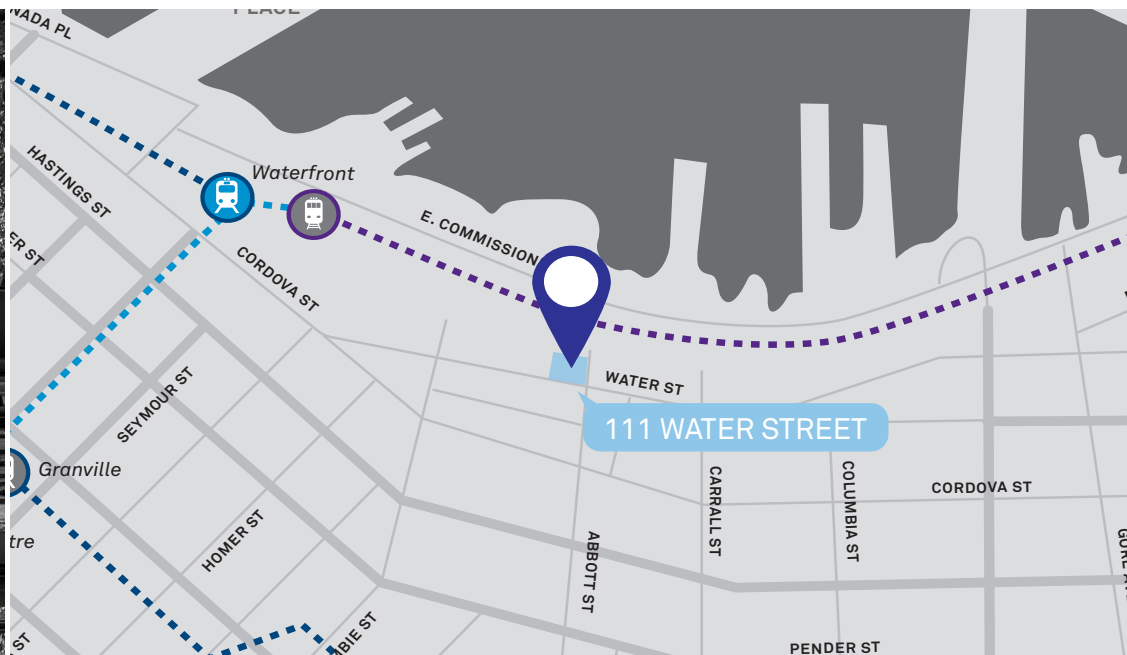 PLACE
NADA PL
HASTINGS ST
Waterfront
E. COMMISSION
ER ST
CORDOVA ST
WATER ST
111 WATER STREET
SEYMOUR ST
Granville
CARRALL ST
COLUMBIA ST
CORDOVA ST
HOMER ST
tre
ABBOTT ST
BIE ST
ST
PENDER ST